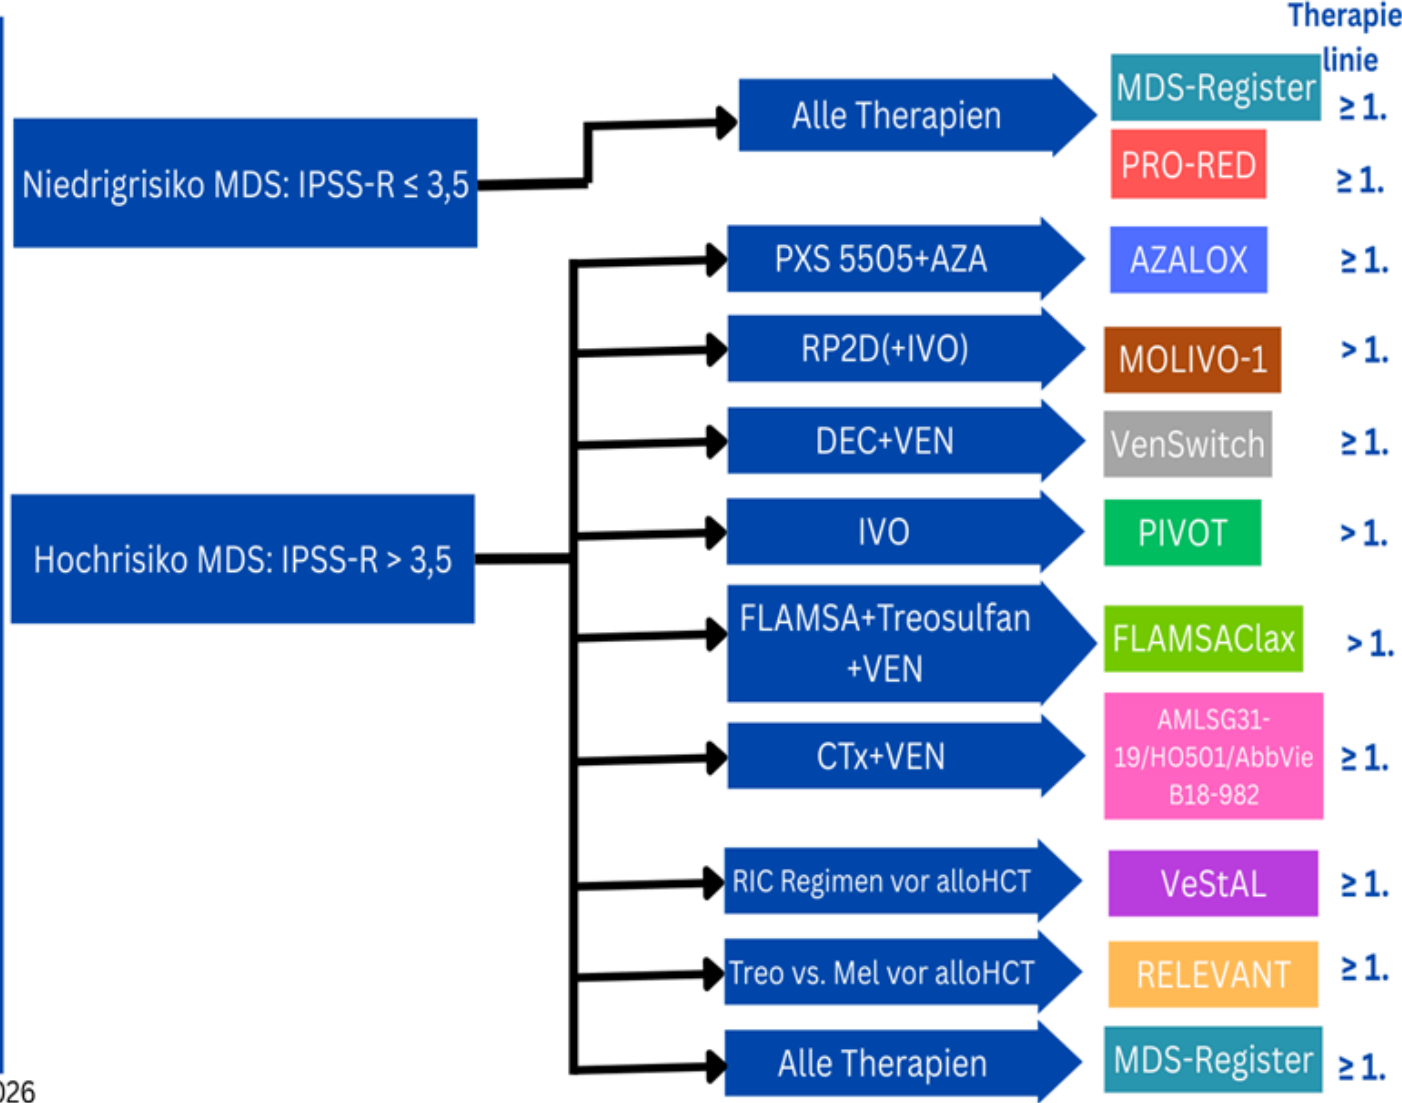 Therapie
linie
Niedrigrisiko MDS: IPSS-R ≤ 3,5
Alle Therapien
MDS-Register
≥ 1.
PRO-RED
≥ 1.
Hochrisiko MDS: IPSS-R > 3,5
PXS 5505+AZA
AZALOX
≥ 1.
RP2D(+IVO)
MOLIVO-1
> 1.
DEC+VEN
VenSwitch
≥ 1.
IVO
PIVOT
> 1.
FLAMSA+Treosulfan
+VEN
FLAMSAClax
> 1.
CTx+VEN
AMLSG31-
19/HO501/AbbVie
B18-982
≥ 1.
RIC Regimen vor alloHCT
VeStAL
≥ 1.
Treo vs. Mel vor alloHCT
RELEVANT
≥ 1.
Alle Therapien
MDS-Register
≥ 1.
026